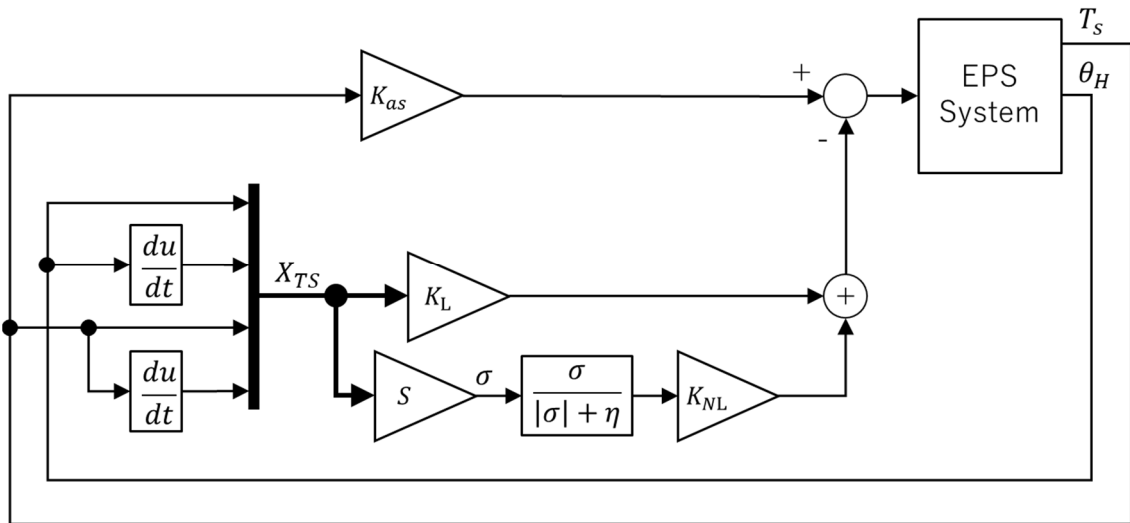 T_s
EPS
System
θ_H
K_as
+
-
du
dt
X_TS
K_L
+
du
dt
S
σ
σ
|σ| + η
K_NL